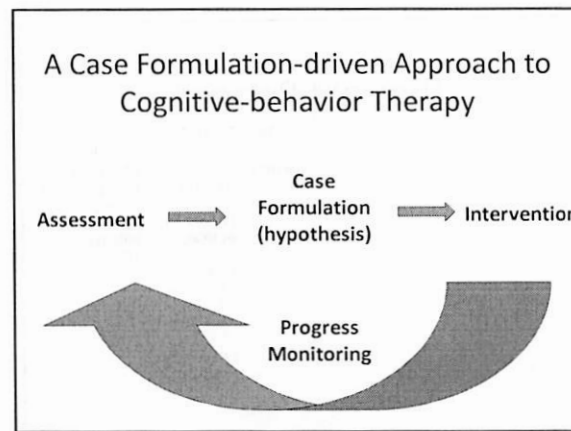 A Case Formulation-driven Approach to
Cognitive-behavior Therapy
Assessment
Case
Formulation
(hypothesis)
Intervention
Progress
Monitoring